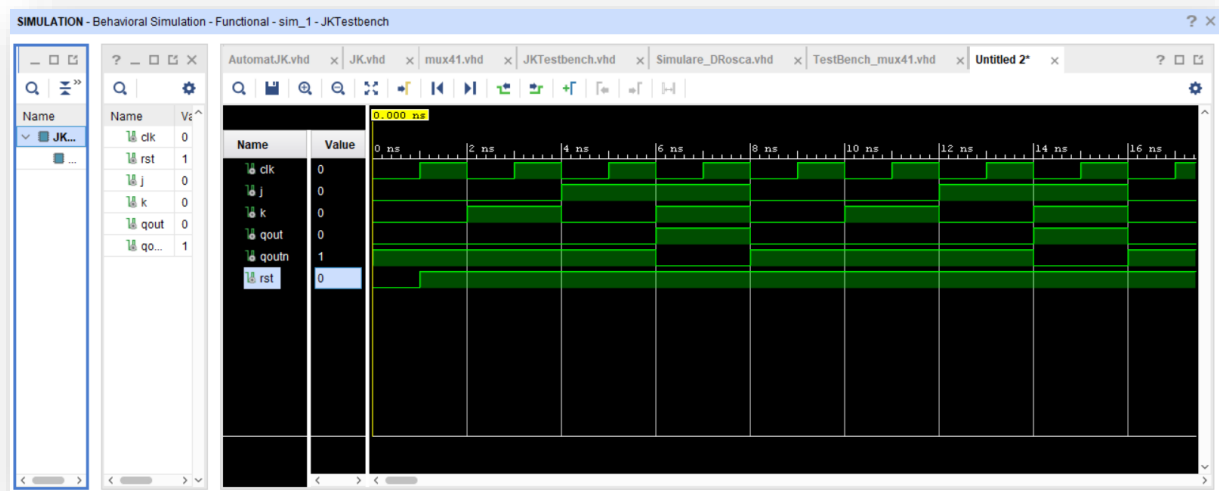 SIMULATION - Behavioral Simulation - Functional - sim_1 - JKTestbench
AutomatJK.vhd JK.vhd mux41.vhd JKTestbench.vhd Simulare_DRosca.vhd TestBench_mux41.vhd Untitled 2*
Name
JK...
...
Name Va
clk 0
rst 1
j 0
k 0
qout 0
qo... 1
Name Value
clk 0
j 0
k 0
qout 0
qoutn 1
rst 0
0.000 ns
0 ns 2 ns 4 ns 6 ns 8 ns 10 ns 12 ns 14 ns 16 ns